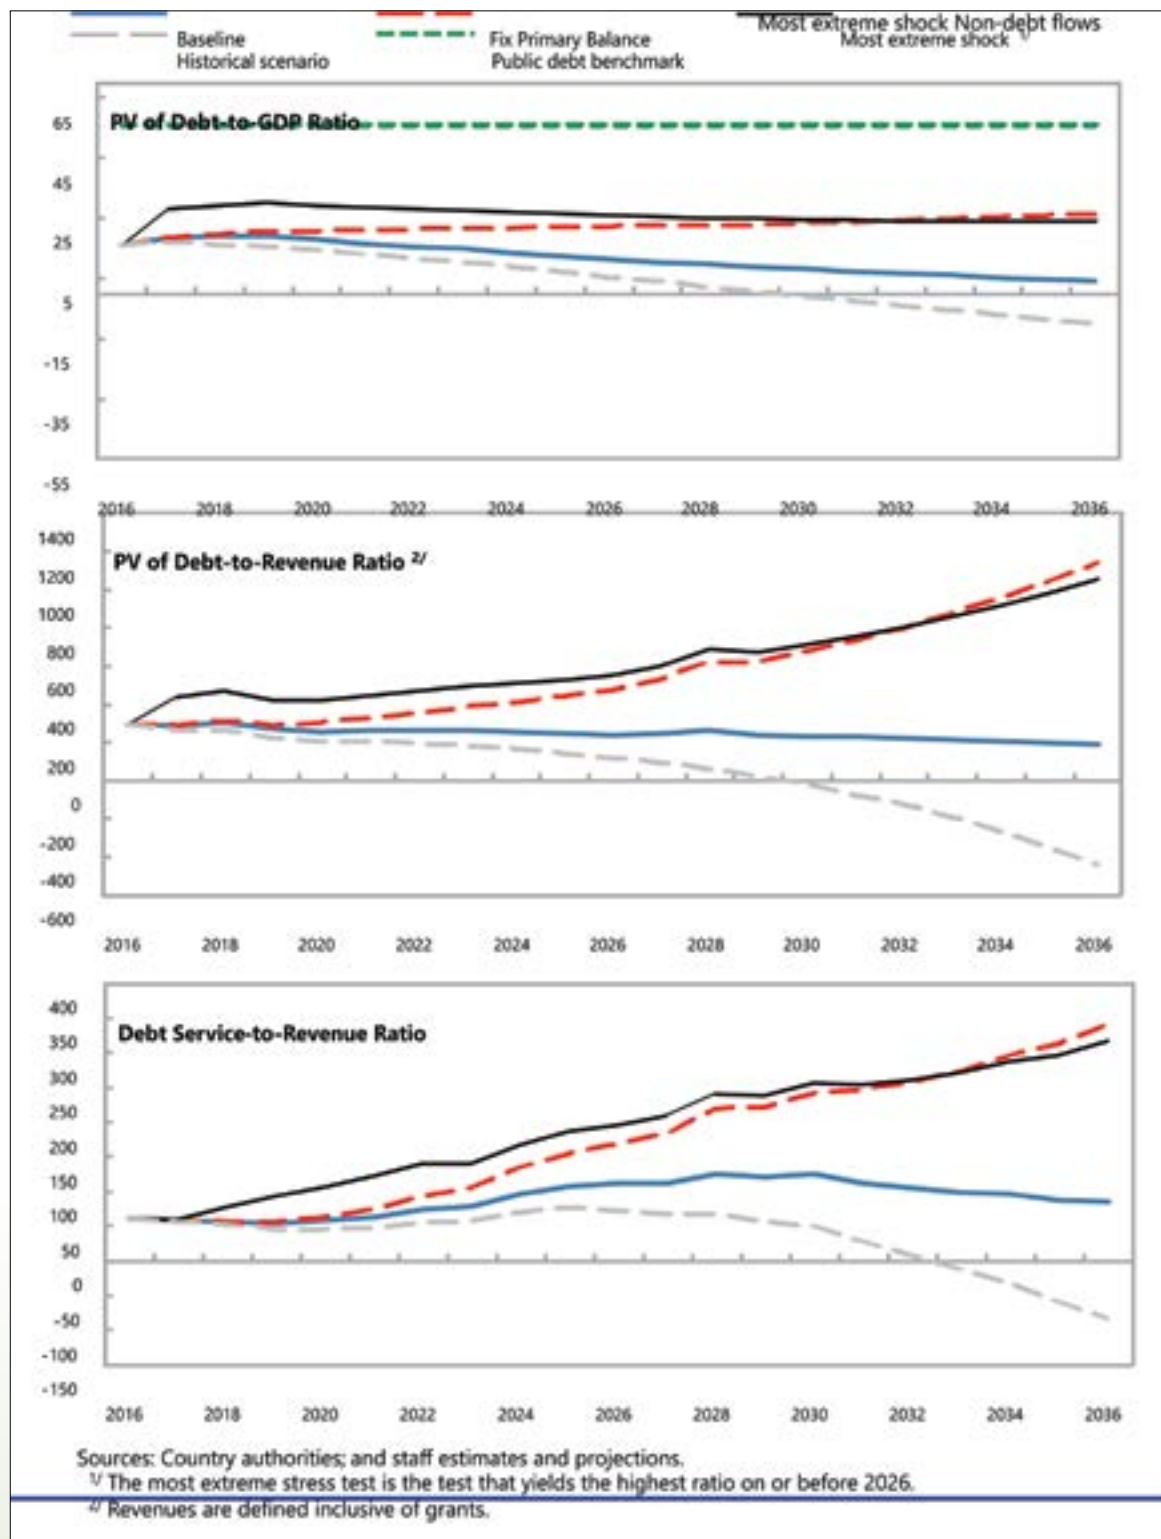 Most extreme shock Non-debt flows
Baseline Fix Primary Balance Most extreme shock 1/
Historical scenario Public debt benchmark
PV of Debt-to-GDP Ratio
65
45
25
5
-15
-35
-55
2016 2018 2020 2022 2024 2026 2028 2030 2032 2034 2036
1400
PV of Debt-to-Revenue Ratio 2/
1200
1000
800
600
400
200
0
-200
-400
-600
2016 2018 2020 2022 2024 2026 2028 2030 2032 2034 2036
400
Debt Service-to-Revenue Ratio
350
300
250
200
150
100
50
0
-50
-100
-150
2016 2018 2020 2022 2024 2026 2028 2030 2032 2034 2036
Sources: Country authorities; and staff estimates and projections.
1/ The most extreme stress test is the test that yields the highest ratio on or before 2026.
2/ Revenues are defined inclusive of grants.